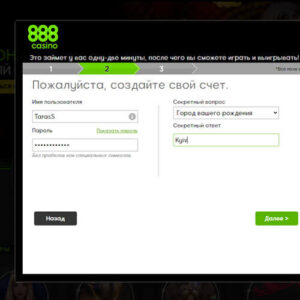 888
casino
Это займет у вас одну-две минуты, после чего вы сможете играть и выигрывать!
1 2 3
Пожалуйста, создайте свой счет.
Имя пользователя
TarasS
Пароль Показать пароль
************
Без пробелов или специальных символов.
Секретный вопрос
Город вашего рождения
Секретный ответ
Kyiv
Назад
Далее >